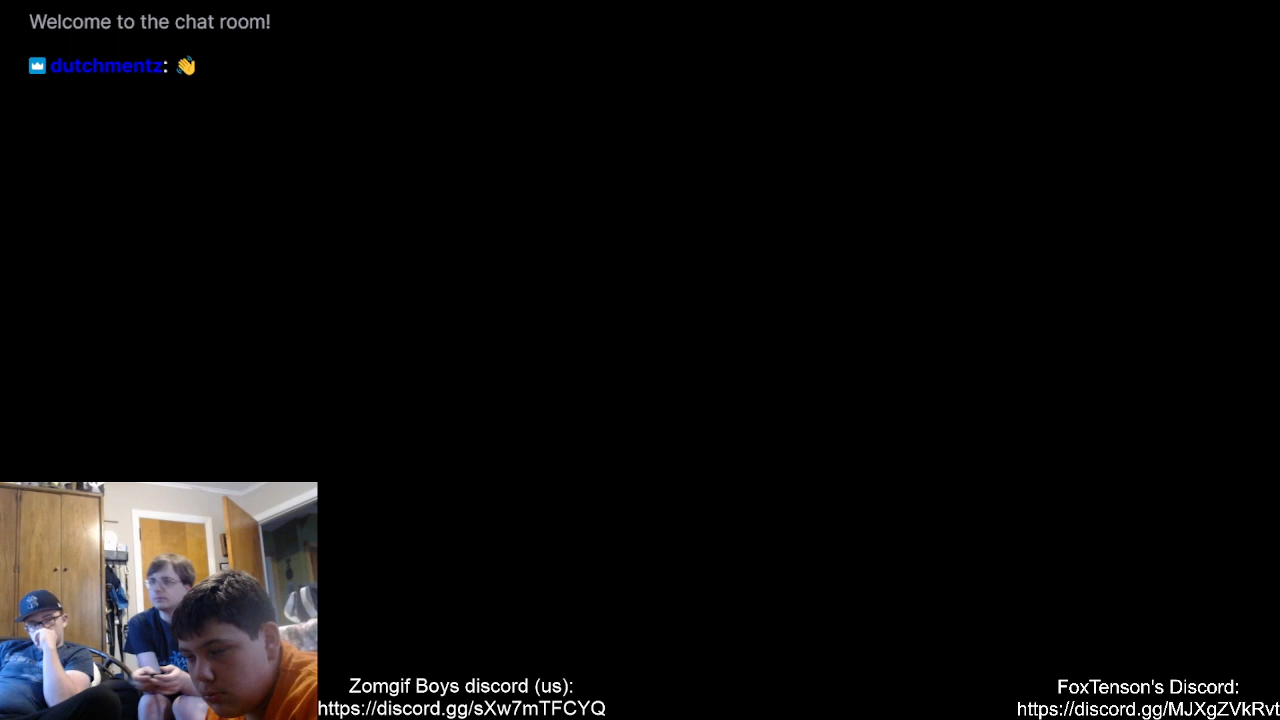 Welcome to the chat room!
dutchmentz: 👋
Zomgif Boys discord (us):
https://discord.gg/sXw7mTFCYQ
FoxTenson's Discord:
https://discord.gg/MJXgZVkRvt